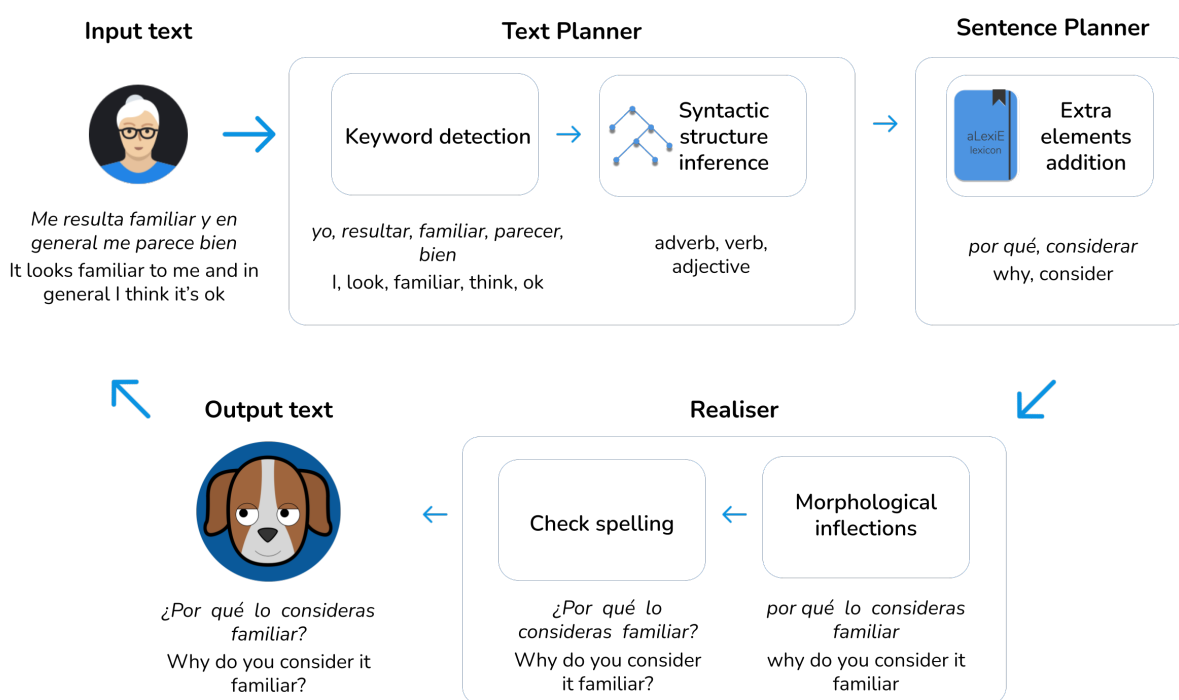 Input text
Me resulta familiar y en
general me parece bien
It looks familiar to me and in
general I think it’s ok
Text Planner
Keyword detection
yo, resultar, familiar, parecer,
bien
I, look, familiar, think, ok
Syntactic
structure
inference
adverb, verb,
adjective
Sentence Planner
aLexiE
lexicon
Extra
elements
addition
por qué, considerar
why, consider
Realiser
Morphological
inflections
por qué lo consideras
familiar
why do you consider it
familiar
Check spelling
¿Por qué lo
consideras familiar?
Why do you consider
it familiar?
Output text
¿Por qué lo consideras
familiar?
Why do you consider it
familiar?